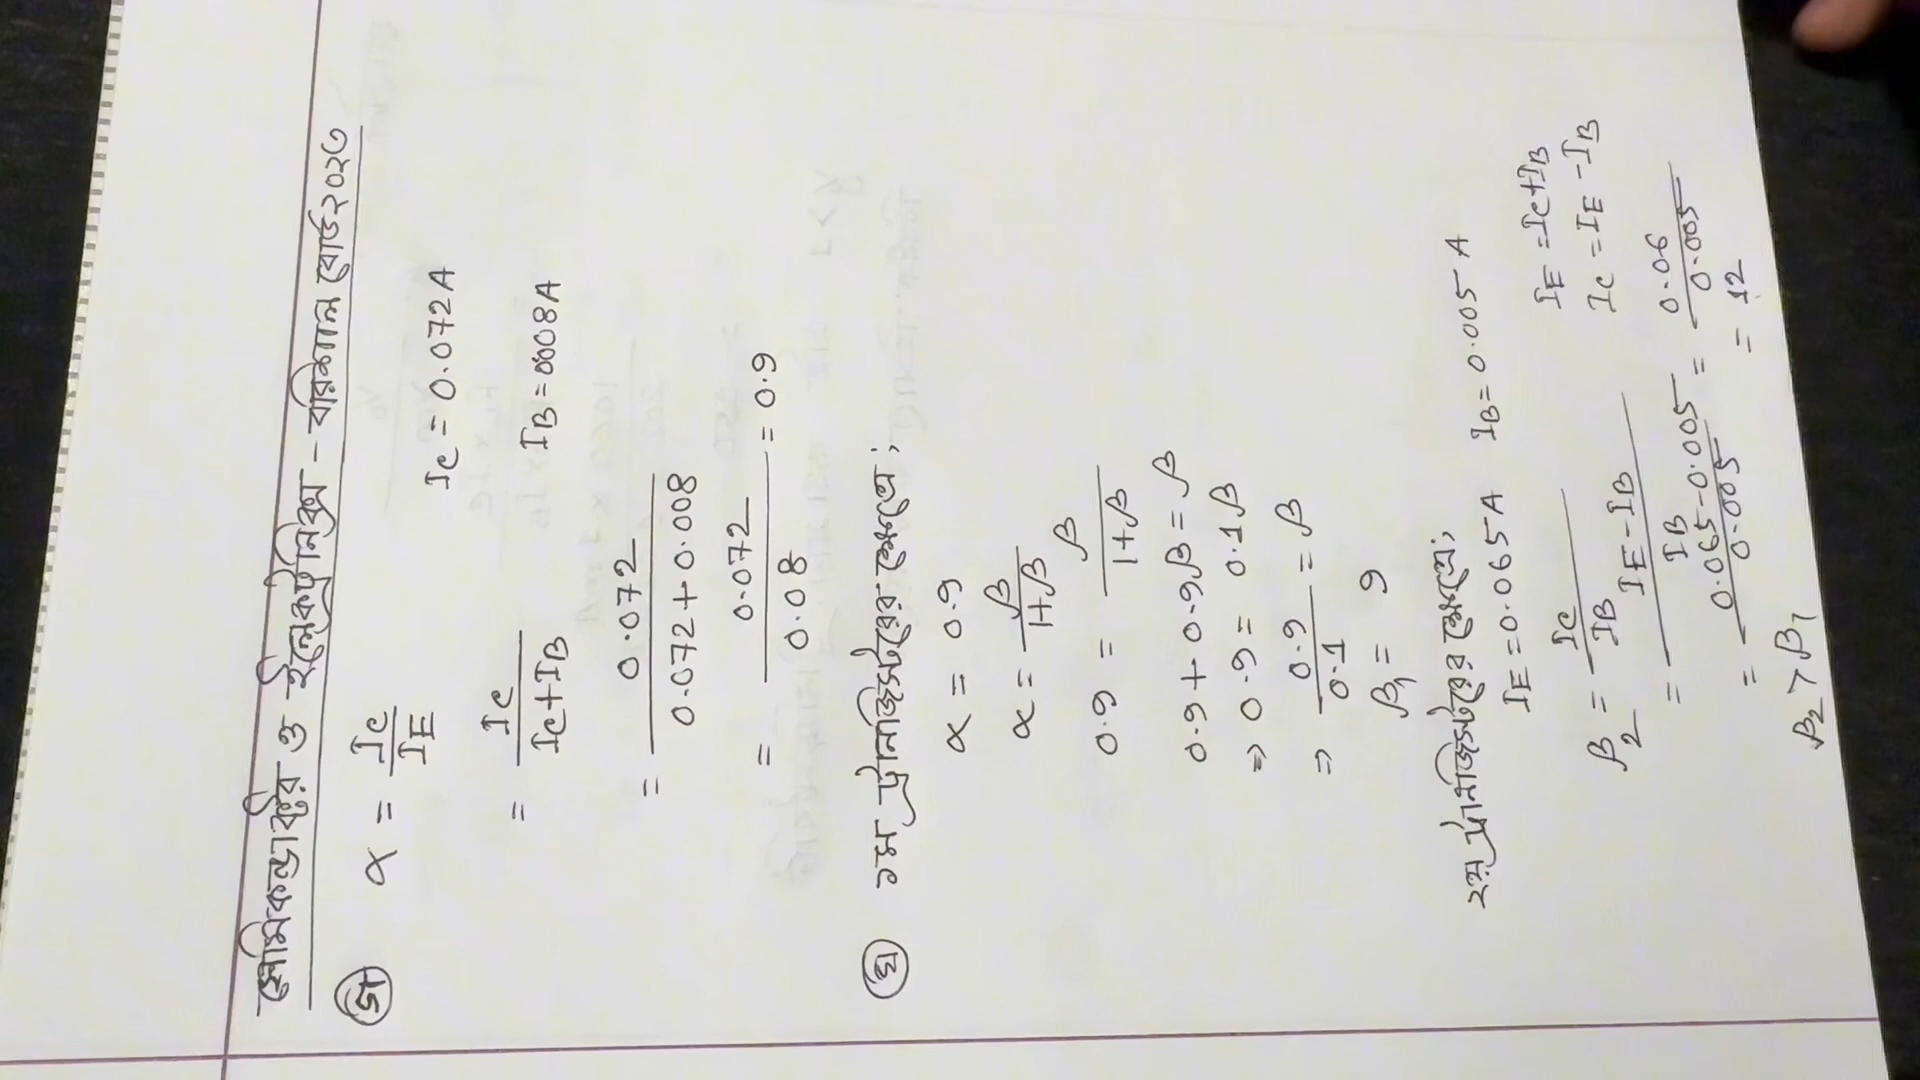 সেমিকন্ডাক্টর ও ইলেকট্রনিক্স - বরিশাল বোর্ড ২০২৩
গ α = Ic/IE Ic = 0.072A
= Ic/(Ic+IB) IB = 0.008A
= 0.072/(0.072+0.008)
= 0.072/0.08 = 0.9
ঘ ১ম ট্রানজিস্টরের ক্ষেত্রে;
α = 0.9
α = β/(1+β)
0.9 = β/(1+β)
0.9 + 0.9β = β
⇒ 0.9 = 0.1β
⇒ 0.9/0.1 = β
β1 = 9
২য় ট্রানজিস্টরের ক্ষেত্রে;
IE = 0.065A IB = 0.005 A
β2 = Ic/IB IE = Ic+IB
= (IE-IB)/IB Ic = IE-IB
= (0.065-0.005)/0.005 = 0.06/0.005
= 12
β2 > β1